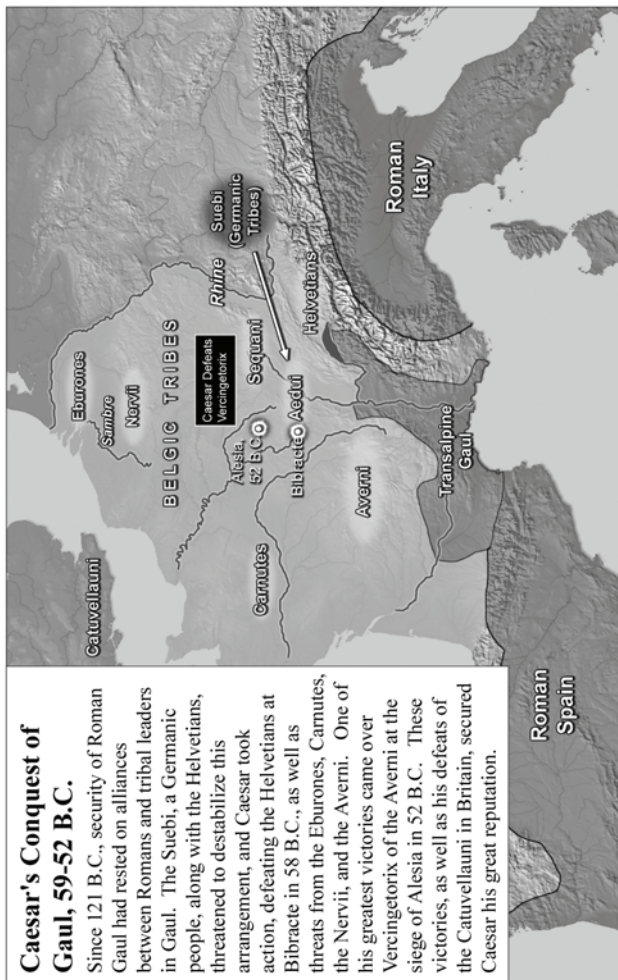 Caesar's Conquest of
Gaul, 59-52 B.C.
Since 121 B.C., security of Roman
Gaul had rested on alliances
between Romans and tribal leaders
in Gaul. The Suebi, a Germanic
people, along with the Helvetians,
threatened to destabilize this
arrangement, and Caesar took
action, defeating the Helvetians at
Bibracte in 58 B.C., as well as
threats from the Eburones, Carnutes,
the Nervii, and the Averni. One of
his greatest victories came over
Vercingetorix of the Averni at the
siege of Alesia in 52 B.C. These
victories, as well as his defeats of
the Catuvellauni in Britain, secured
Caesar his great reputation.
Catuvellauni
Eburones
Sambre
Nervii
BELGIC TRIBES
Rhine
Suebi
(Germanic
Tribes)
Caesar Defeats
Vercingetorix
Sequani
Helvetians
Alesia
52 B.C.
Bibracte
Aedui
Carnutes
Averni
Transalpine
Gaul
Roman
Italy
Roman
Spain